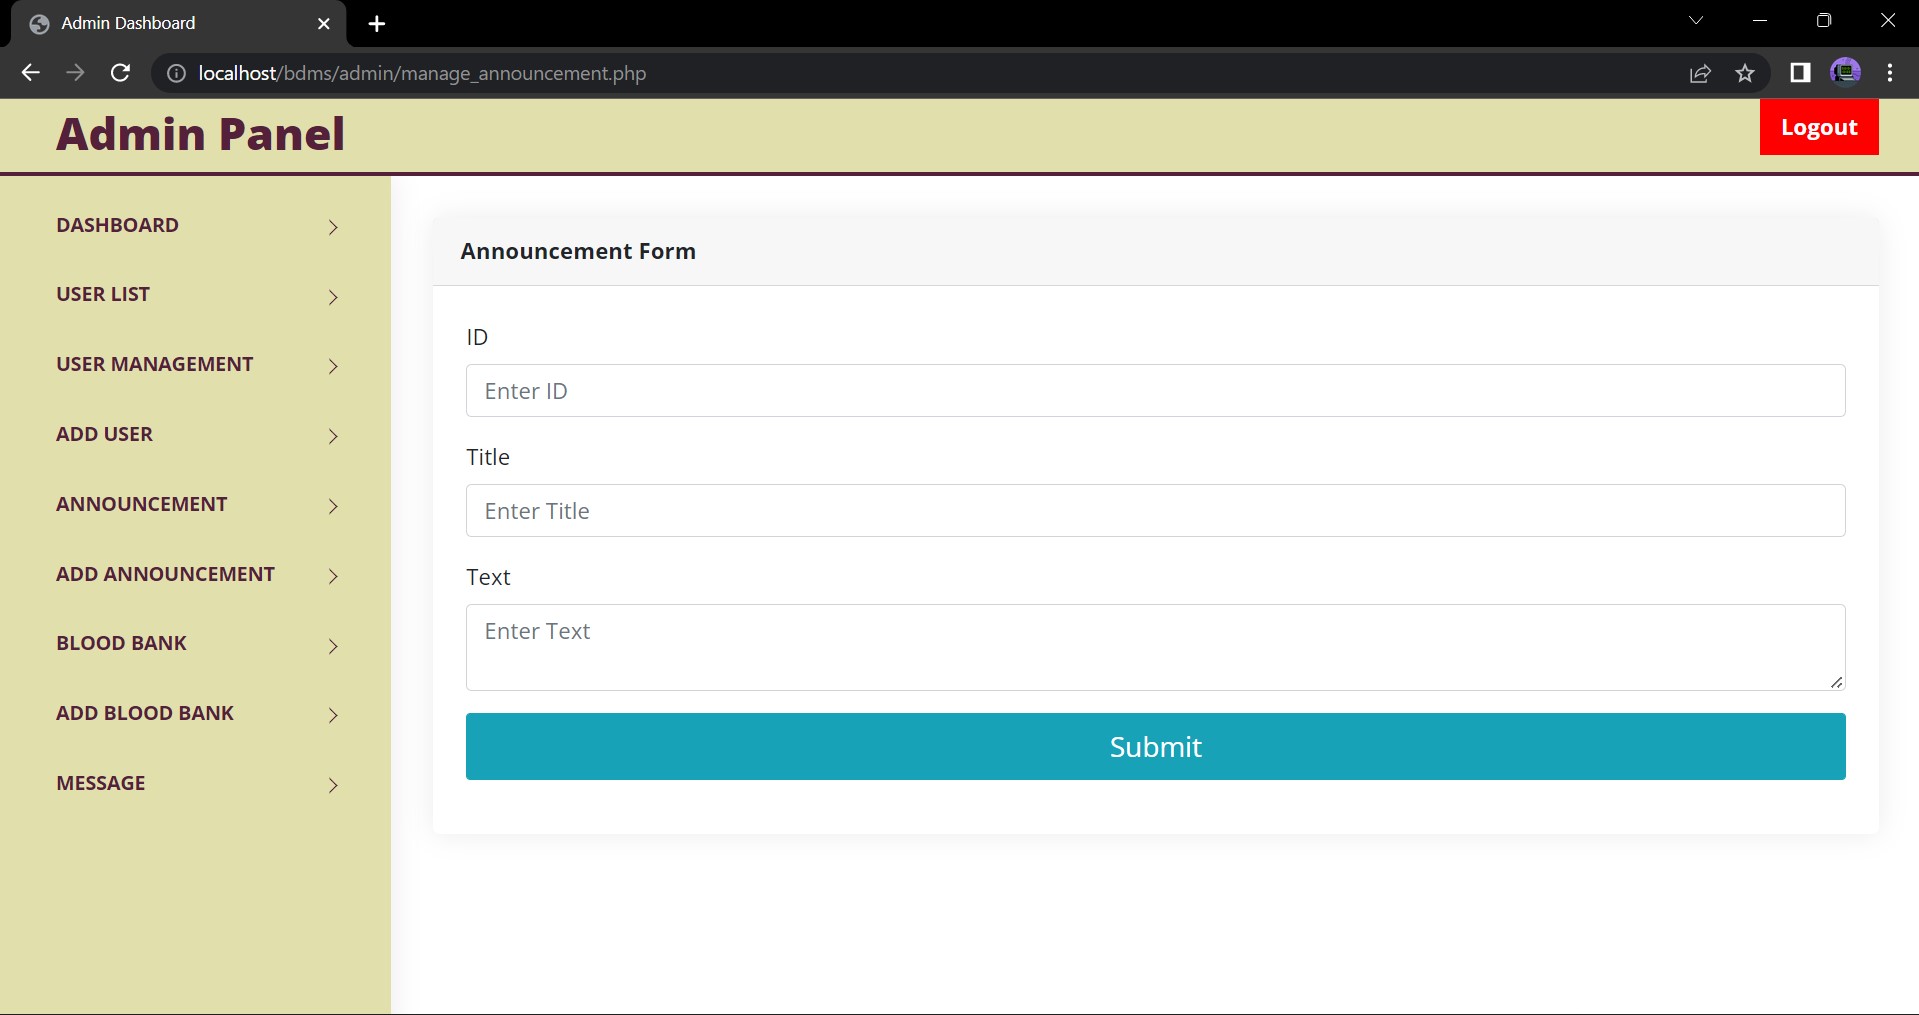 Admin Dashboard
localhost/bdms/admin/manage_announcement.php
Admin Panel
Logout
DASHBOARD
USER LIST
USER MANAGEMENT
ADD USER
ANNOUNCEMENT
ADD ANNOUNCEMENT
BLOOD BANK
ADD BLOOD BANK
MESSAGE
Announcement Form
ID
Enter ID
Title
Enter Title
Text
Enter Text
Submit